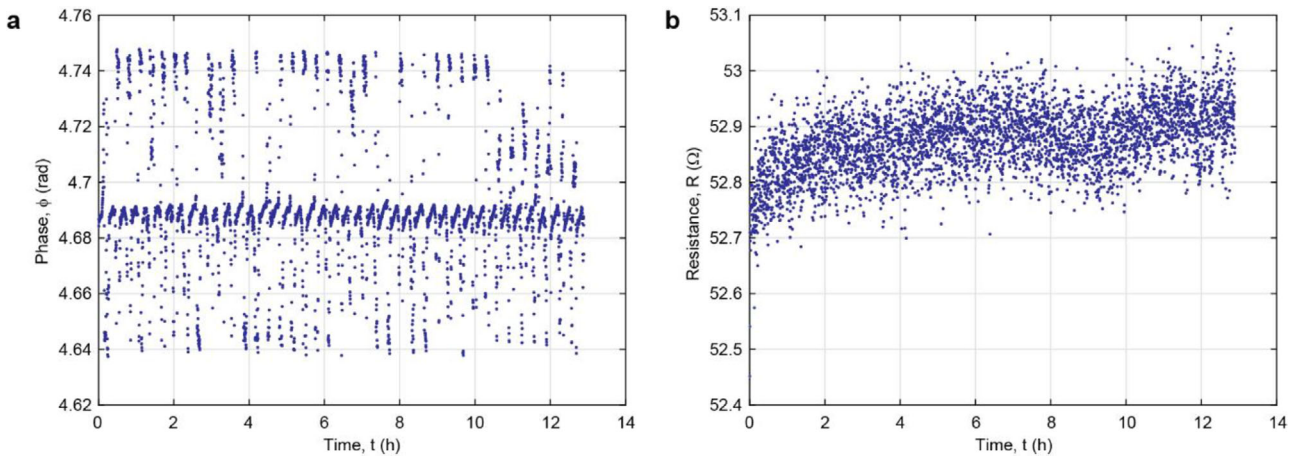 a
4.76
4.74
4.72
4.7
4.68
4.66
4.64
4.62
Phase, ϕ (rad)
0 2 4 6 8 10 12 14
Time, t (h)
b
53.1
53
52.9
52.8
52.7
52.6
52.5
52.4
Resistance, R (Ω)
0 2 4 6 8 10 12 14
Time, t (h)